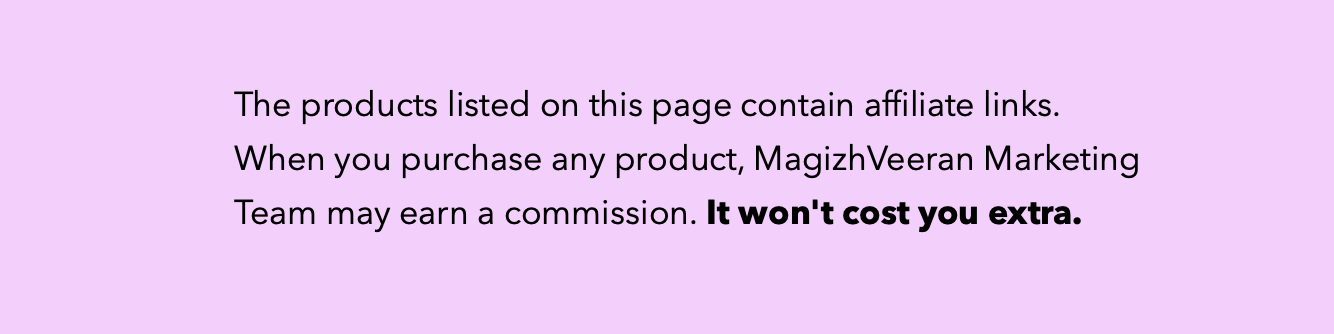 The products listed on this page contain affiliate links.
When you purchase any product, MagizhVeeran Marketing
Team may earn a commission. It won't cost you extra.